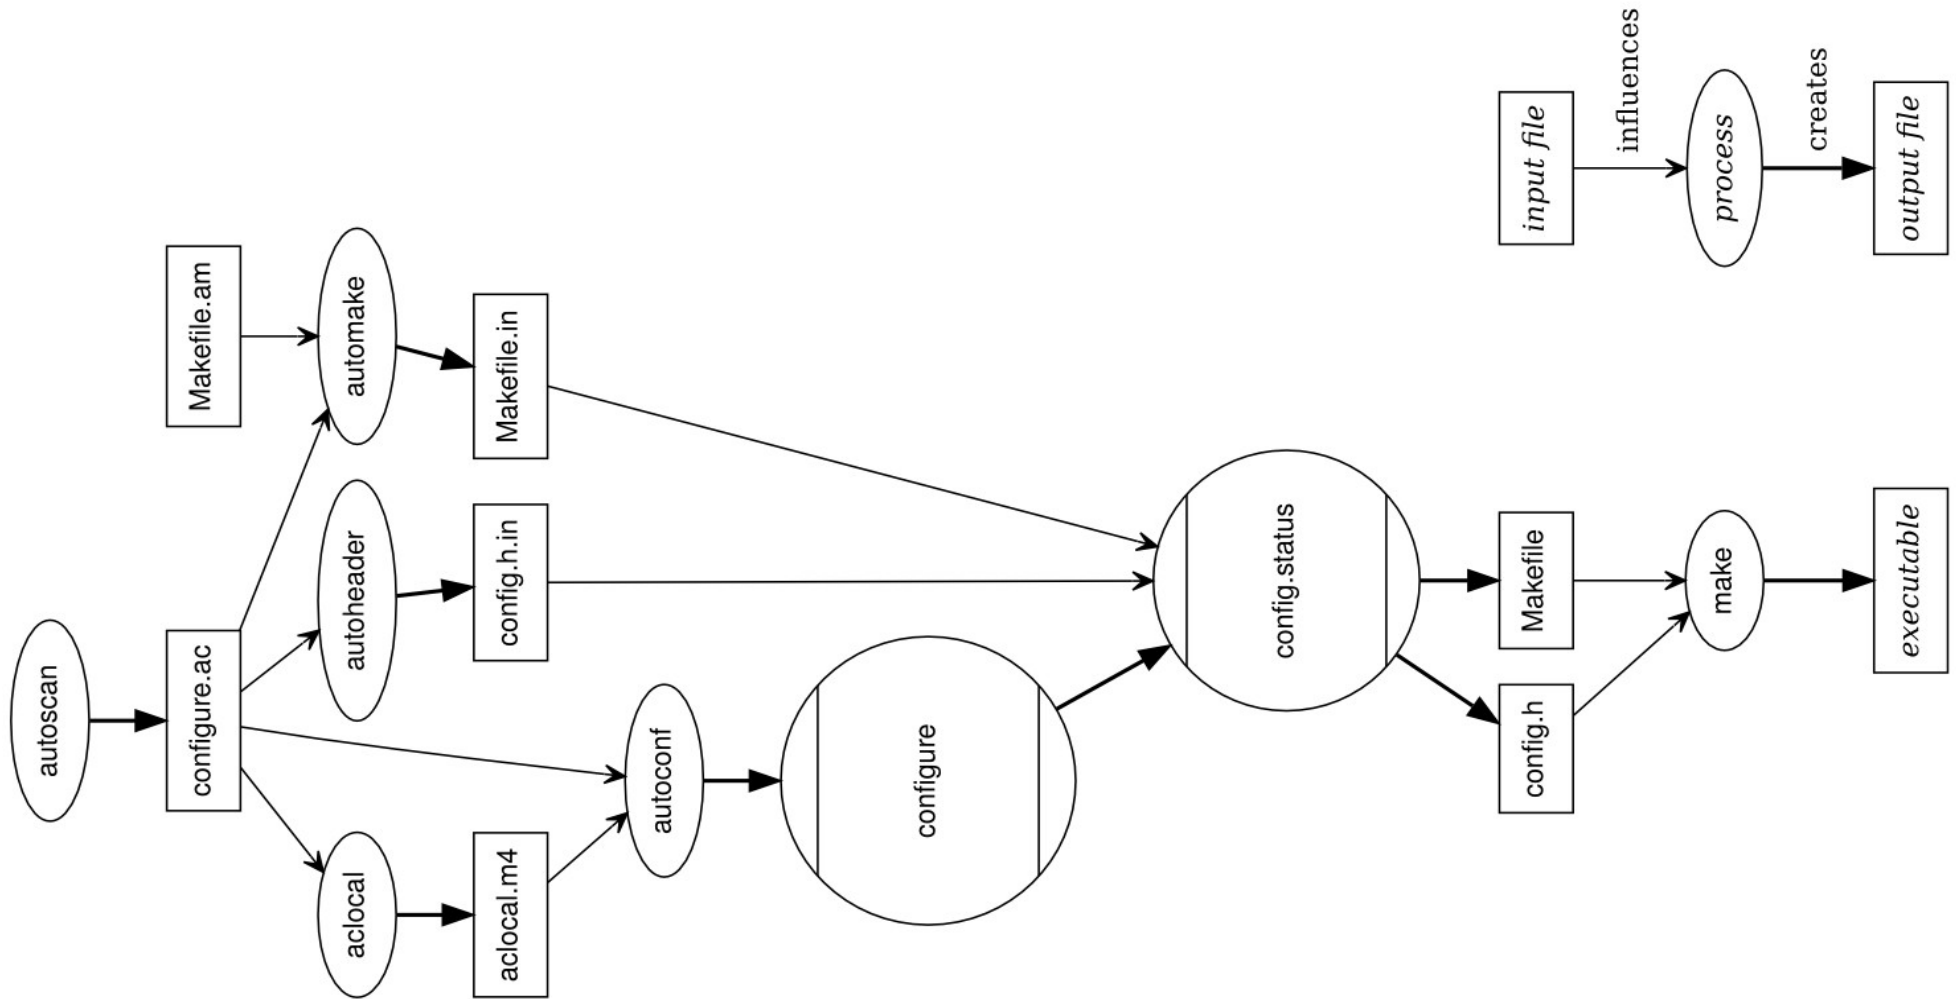 autoscan
configure.ac
Makefile.am
aclocal
autoheader
automake
aclocal.m4
config.h.in
Makefile.in
autoconf
configure
config.status
config.h
Makefile
make
executable
input file
influences
process
creates
output file